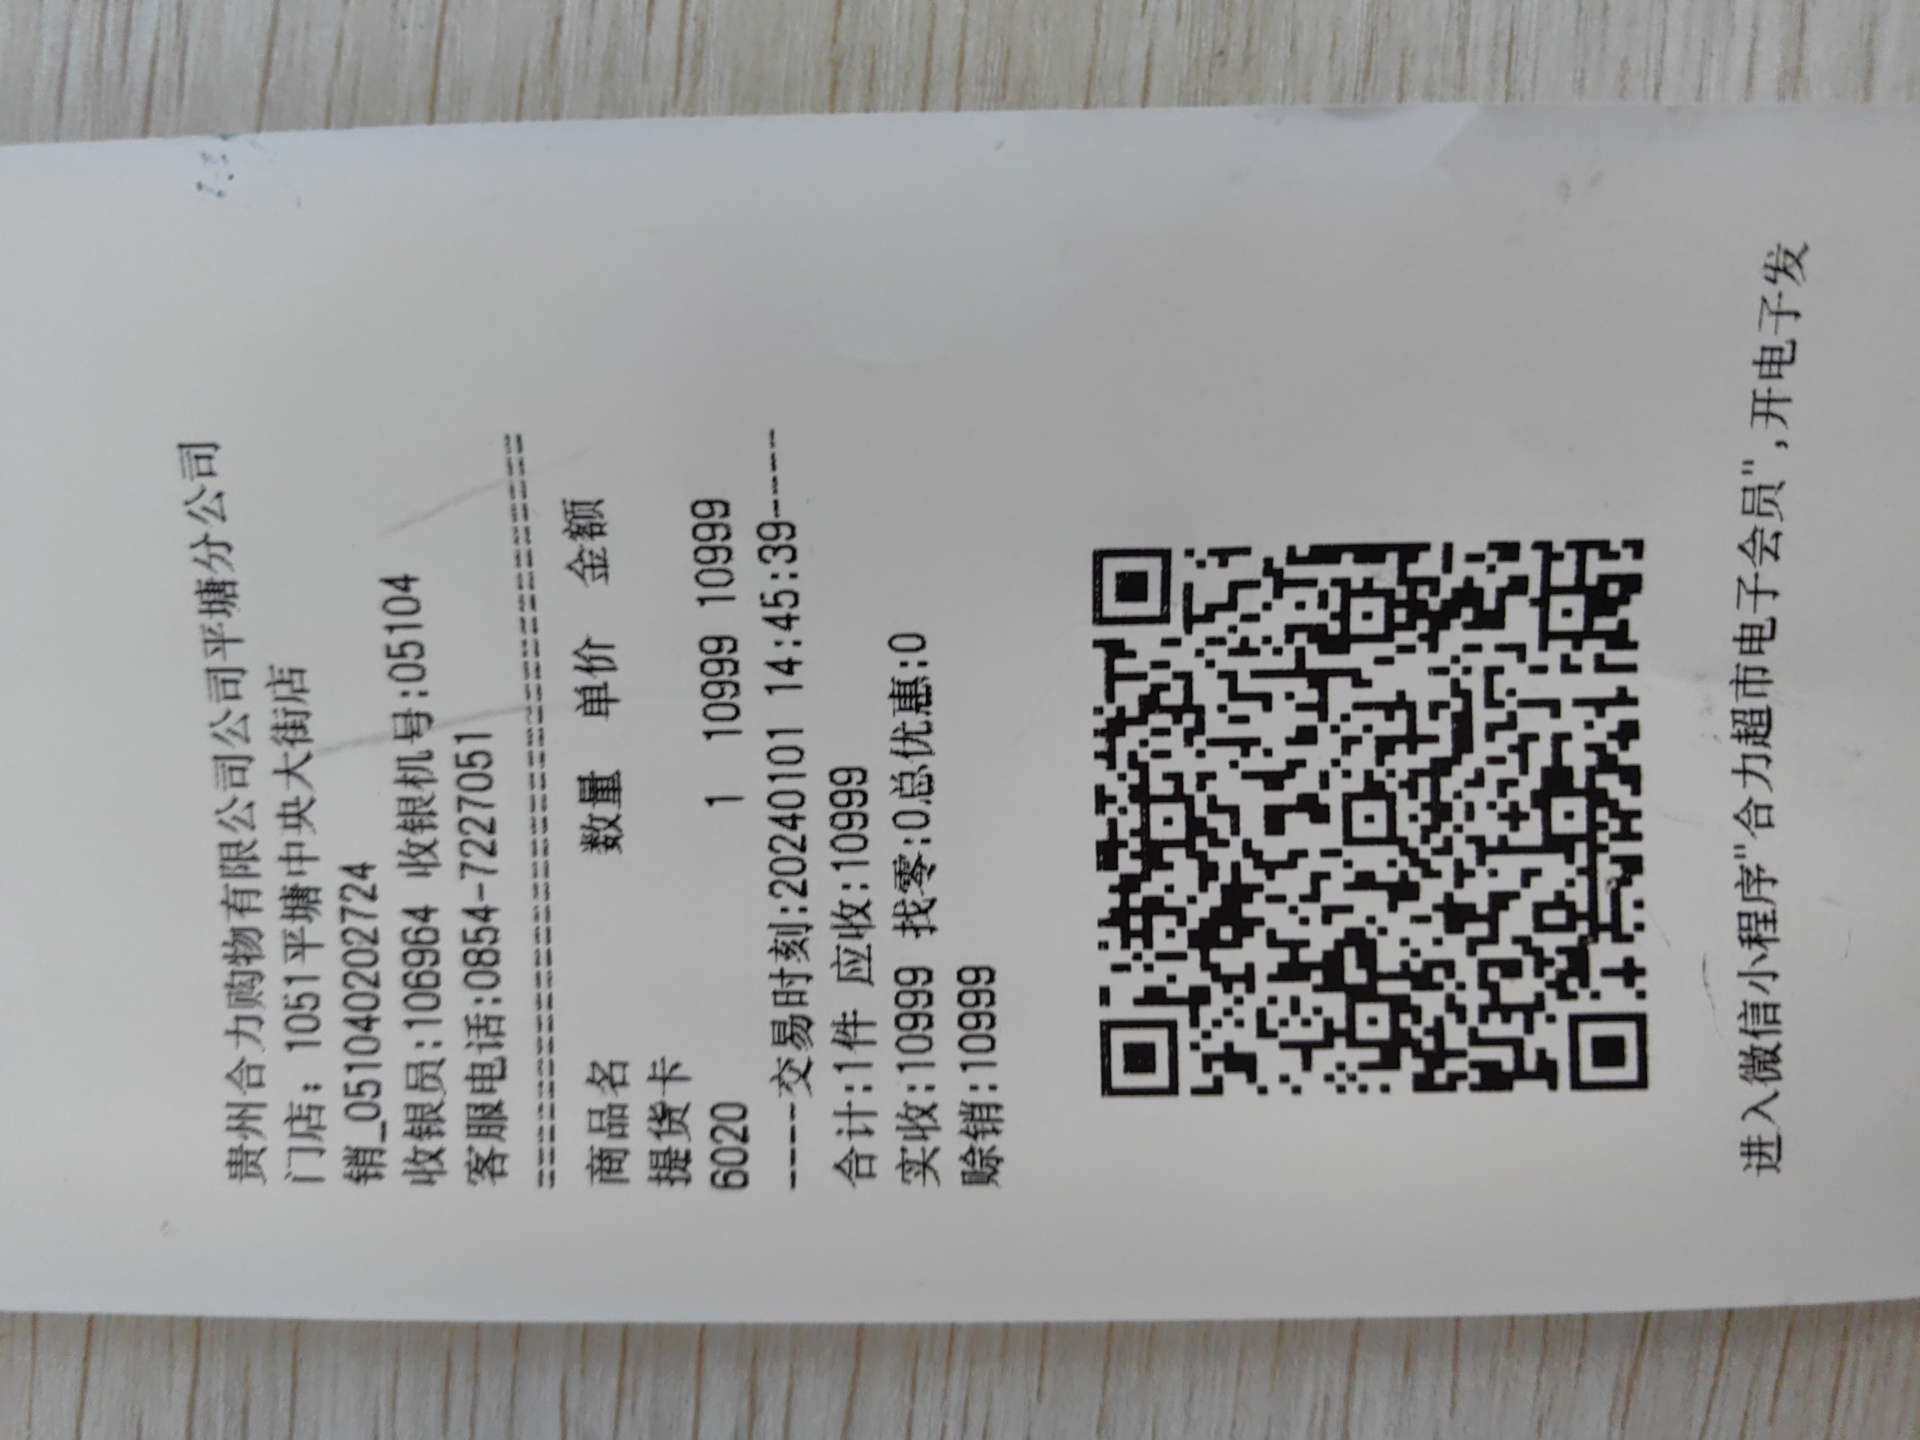 贵州合力购物有限公司公司平塘分公司
门店: 1051平塘中央大街店
销_051040202724
收银员:106964 收银机号:05104
客服电话:0854-7227051
===============================================
商品名 数量 单价 金额
提货卡
6020 1 10999 10999
----交易时刻:20240101 14:45:39-----
合计:1件 应收:10999
实收:10999 找零:0总优惠:0
赊销:10999
进入微信小程序"合力超市电子会员",开电子发